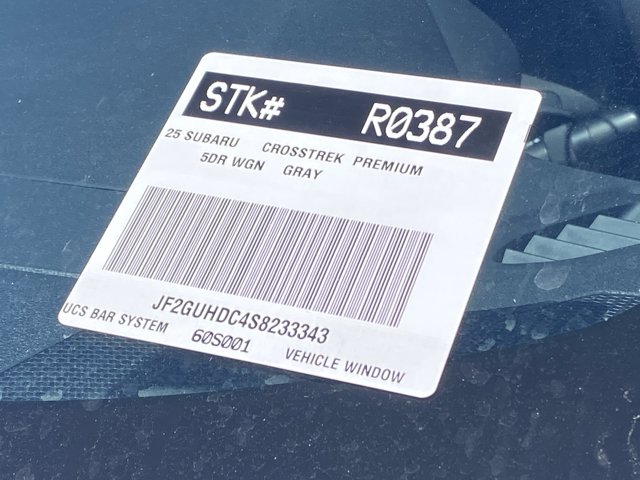 STK# R0387
25 SUBARU CROSSTREK PREMIUM
5DR WGN GRAY
JF2GUHDC4S8233343
UCS BAR SYSTEM 60S001 VEHICLE WINDOW